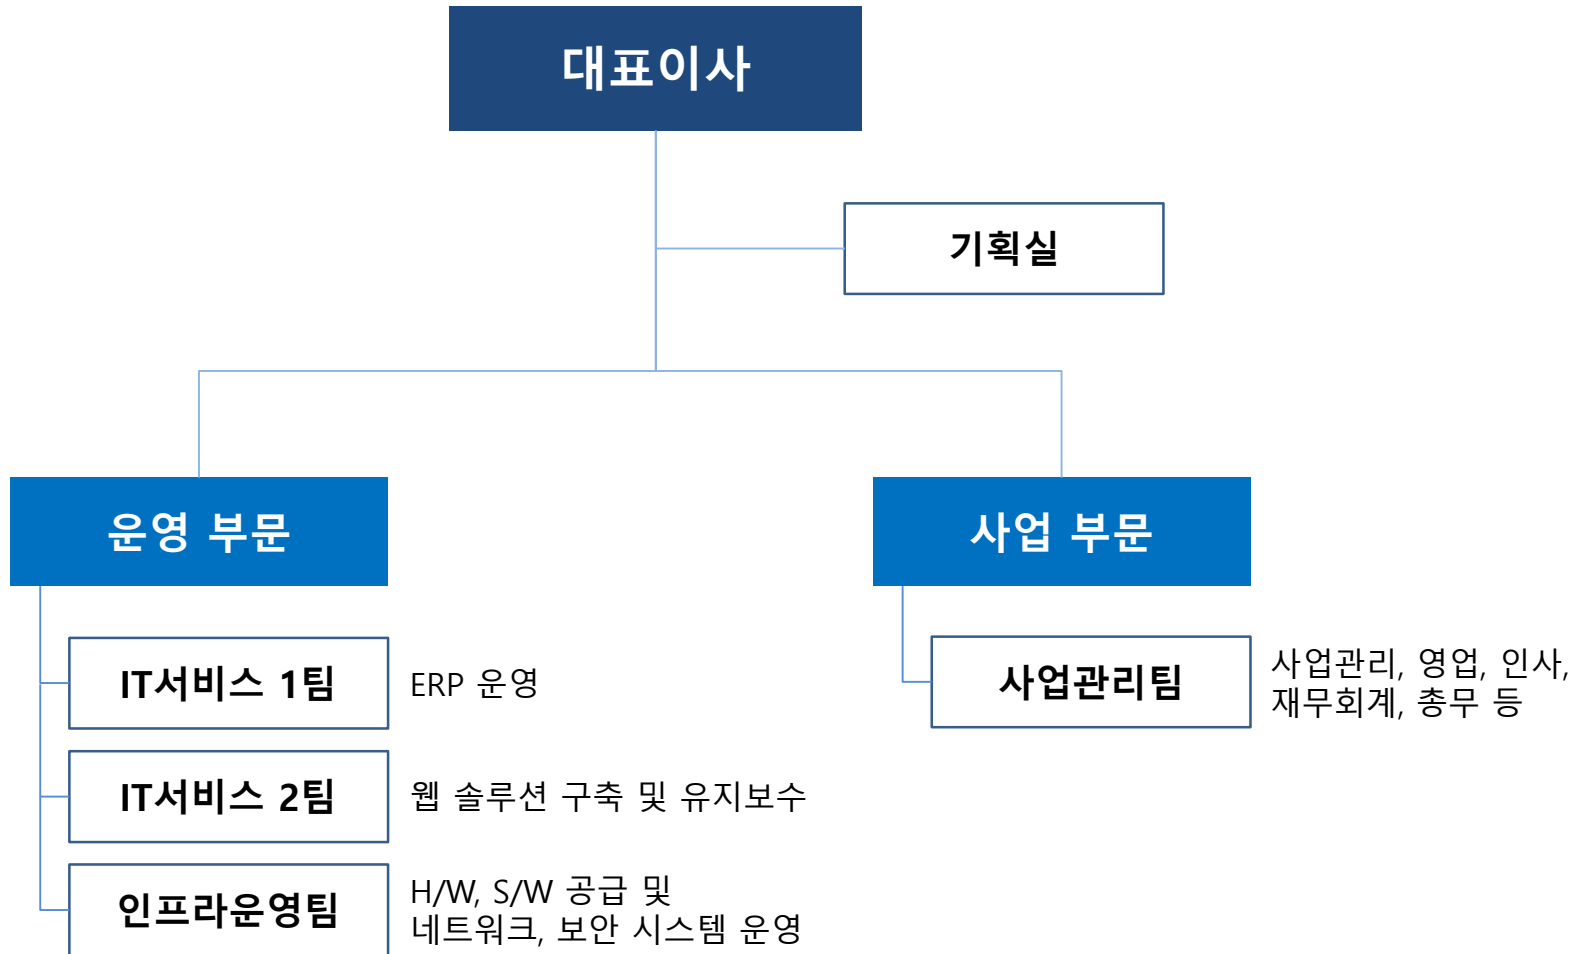 대표이사
기획실
운영 부문
사업 부문
IT서비스 1팀
ERP 운영
사업관리팀
사업관리, 영업, 인사,
재무회계, 총무 등
IT서비스 2팀
웹 솔루션 구축 및 유지보수
인프라운영팀
H/W, S/W 공급 및
네트워크, 보안 시스템 운영